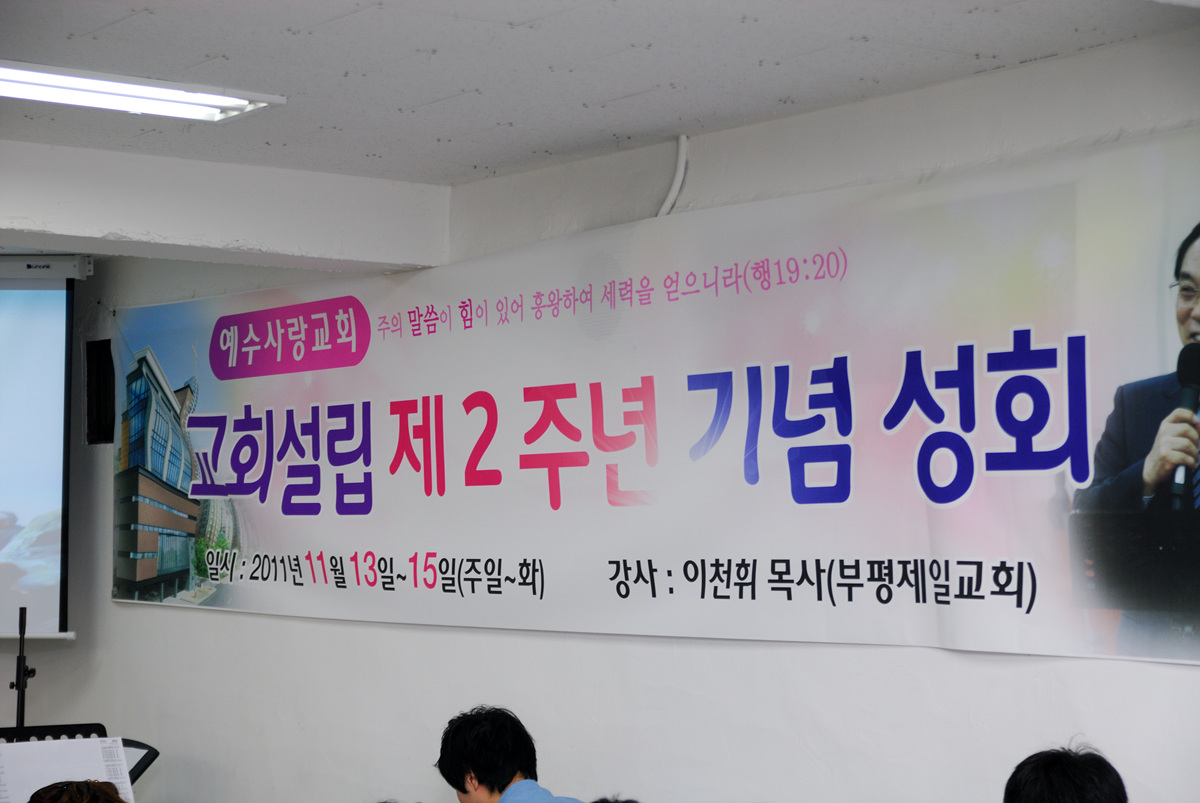 예수사랑교회
주의 말씀이 힘이 있어 흥왕하여 세력을 얻으니라(행19:20)
교회설립 제2주년 기념 성회
일시 : 2011년 11월 13일~15일(주일~화)
강사 : 이천휘 목사(부평제일교회)